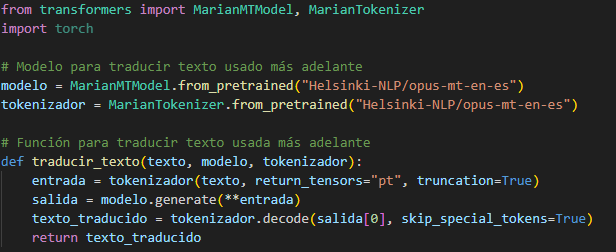 from transformers import MarianMTModel, MarianTokenizer
import torch

# Modelo para traducir texto usado más adelante
modelo = MarianMTModel.from_pretrained("Helsinki-NLP/opus-mt-en-es")
tokenizador = MarianTokenizer.from_pretrained("Helsinki-NLP/opus-mt-en-es")

# Función para traducir texto usada más adelante
def traducir_texto(texto, modelo, tokenizador):
    entrada = tokenizador(texto, return_tensors="pt", truncation=True)
    salida = modelo.generate(**entrada)
    texto_traducido = tokenizador.decode(salida[0], skip_special_tokens=True)
    return texto_traducido